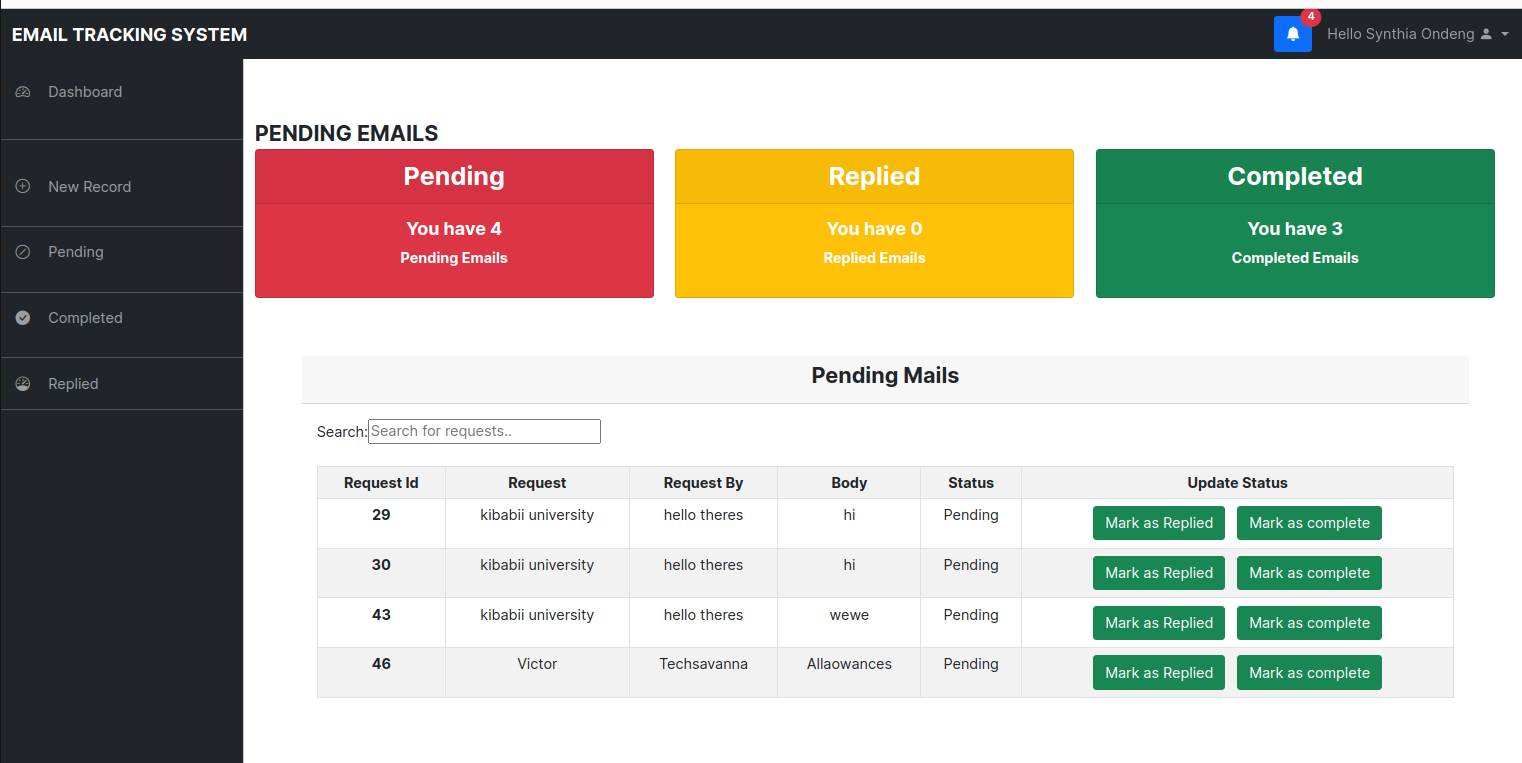 EMAIL TRACKING SYSTEM
4
Hello Synthia Ondeng
Dashboard
New Record
Pending
Completed
Replied
PENDING EMAILS
Pending
You have 4
Pending Emails
Replied
You have 0
Replied Emails
Completed
You have 3
Completed Emails
Pending Mails
Search: Search for requests..
Request Id Request Request By Body Status Update Status
29 kibabii university hello theres hi Pending Mark as Replied Mark as complete
30 kibabii university hello theres hi Pending Mark as Replied Mark as complete
43 kibabii university hello theres wewe Pending Mark as Replied Mark as complete
46 Victor Techsavanna Allaowances Pending Mark as Replied Mark as complete